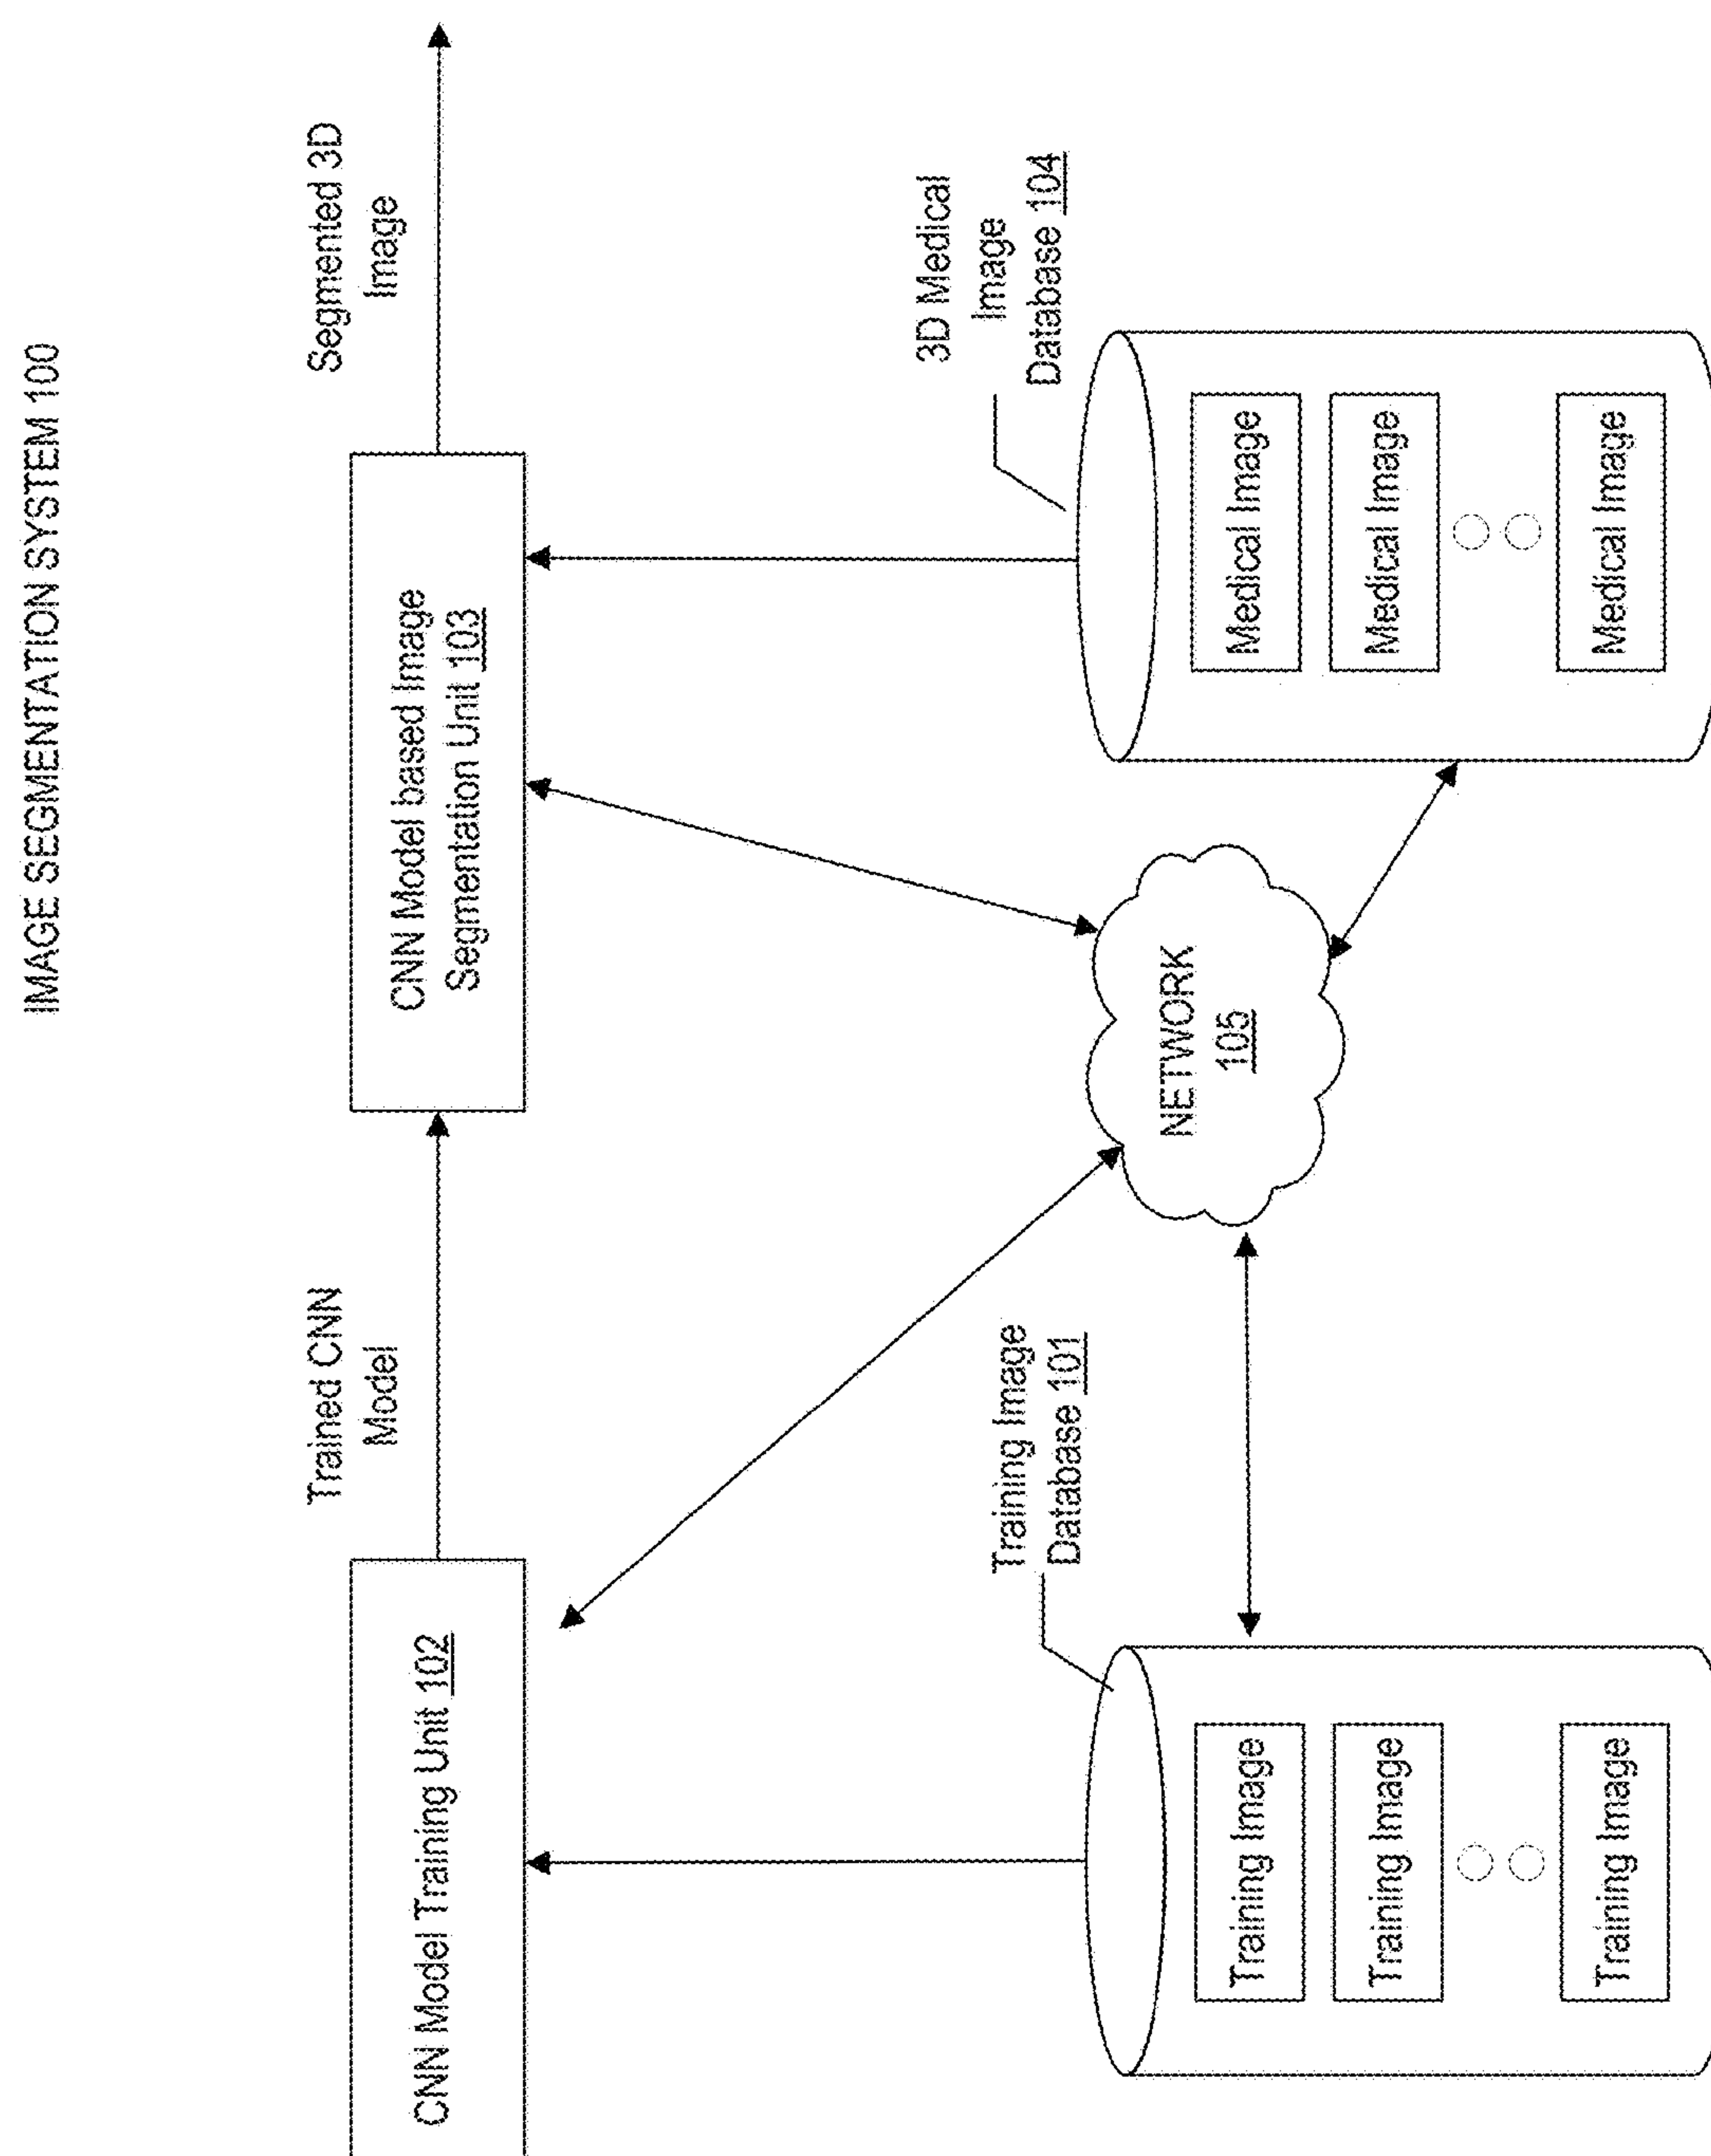 IMAGE SEGMENTATION SYSTEM 100
Trained CNN
Model
Segmented 3D
Image
CNN Model Training Unit 102
CNN Model based Image
Segmentation Unit 103
Training Image
Database 101
NETWORK
105
3D Medical
Image
Database 104
Training Image
Training Image
Training Image
Medical Image
Medical Image
Medical Image